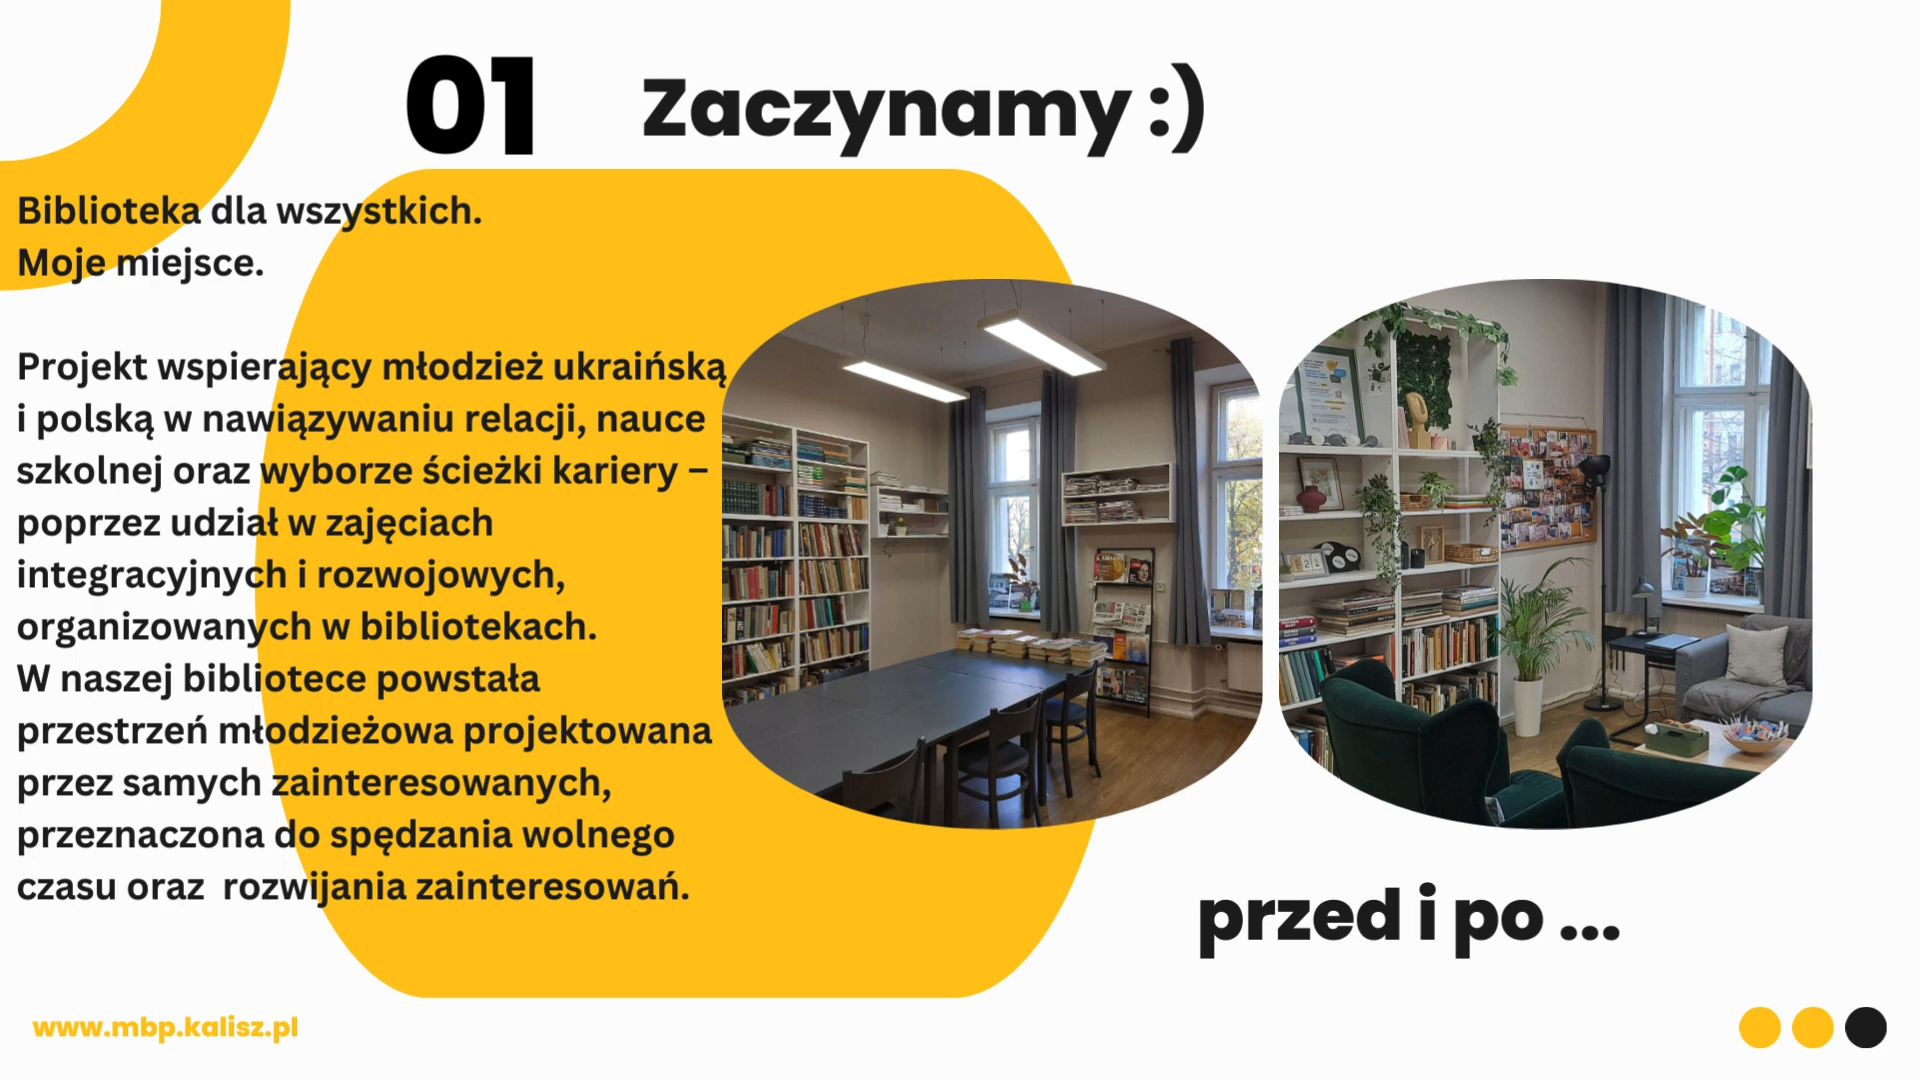 01 Zaczynamy :)
Biblioteka dla wszystkich.
Moje miejsce.
Projekt wspierający młodzież ukraińską
i polską w nawiązywaniu relacji, nauce
szkolnej oraz wyborze ścieżki kariery –
poprzez udział w zajęciach
integracyjnych i rozwojowych,
organizowanych w bibliotekach.
W naszej bibliotece powstała
przestrzeń młodzieżowa projektowana
przez samych zainteresowanych,
przeznaczona do spędzania wolnego
czasu oraz  rozwijania zainteresowań.
przed i po ...
www.mbp.kalisz.pl